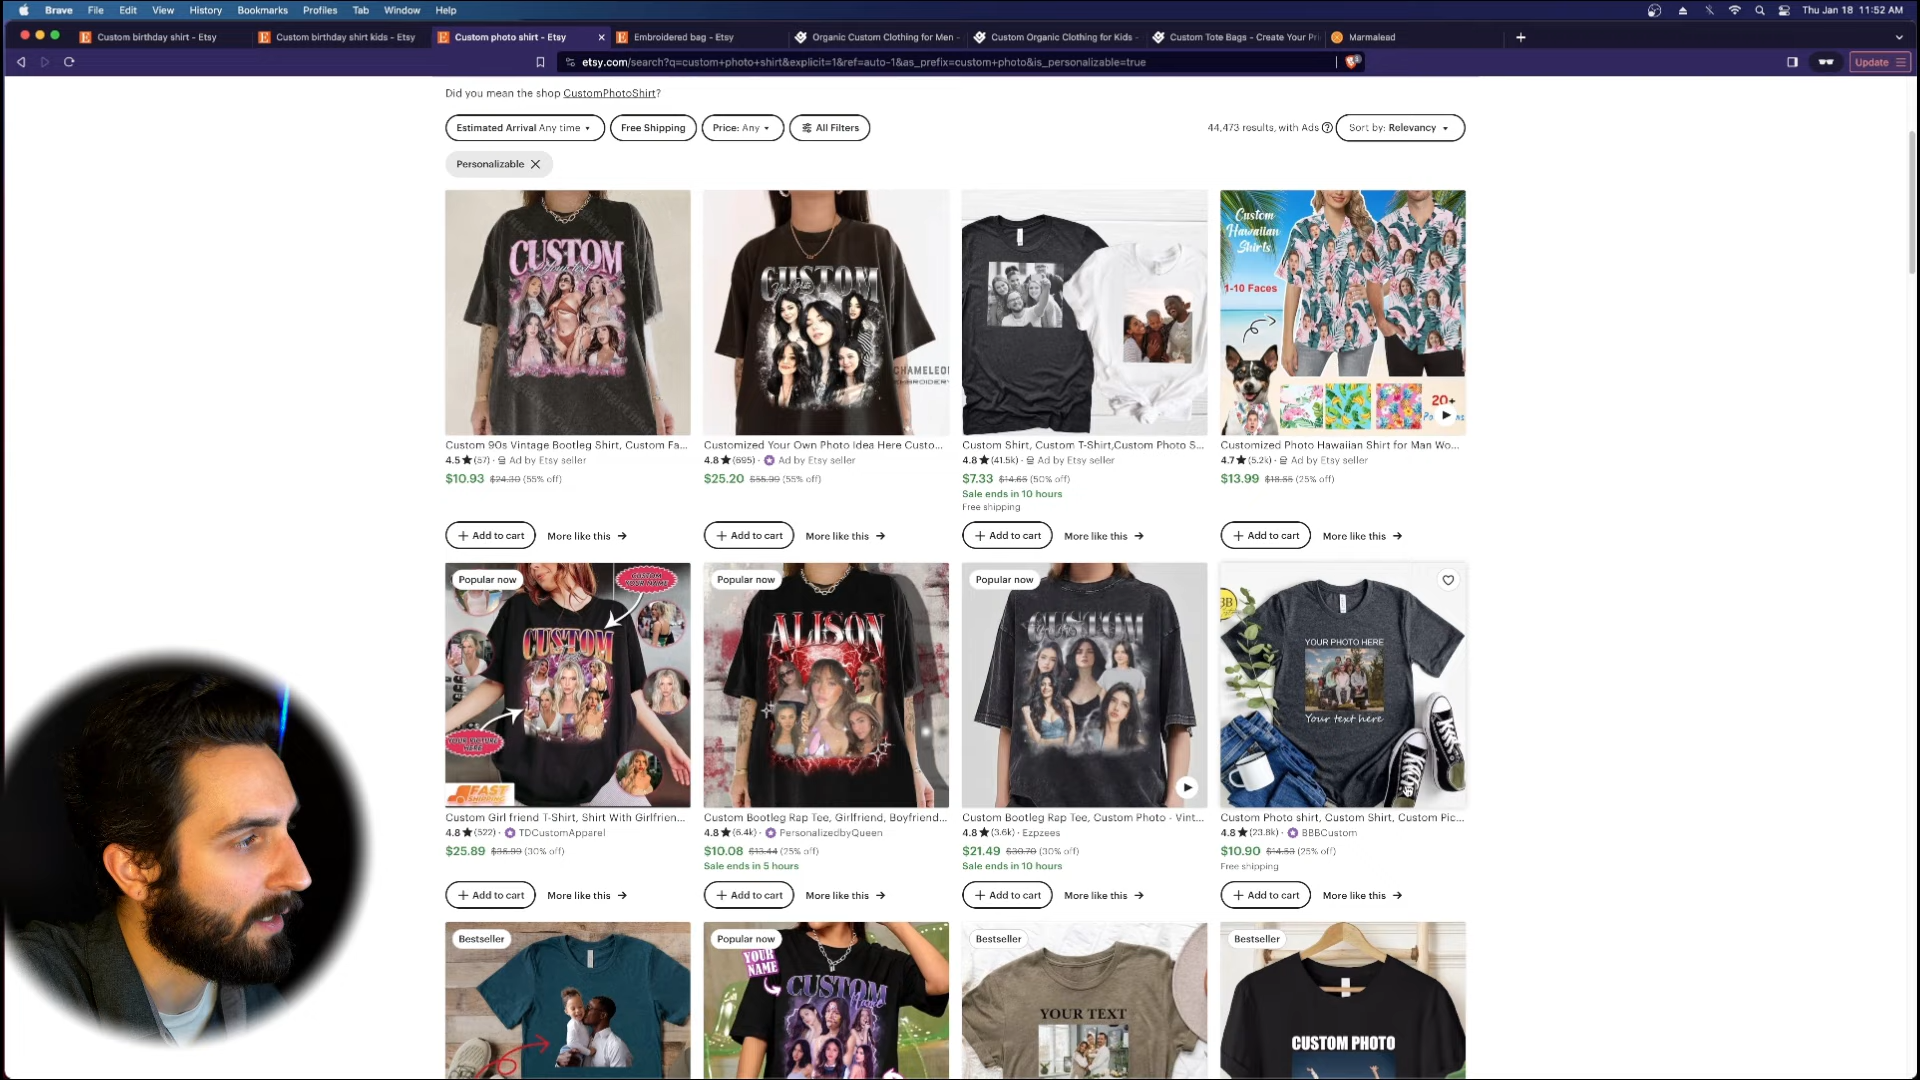 Brave File Edit View History Bookmarks Profiles Tab Window Help Thu Jan 18 11:52 AM
Custom birthday shirt - Etsy Custom birthday shirt kids - Etsy Custom photo shirt - Etsy Embroidered bag - Etsy Organic Custom Clothing for Men - Custom Organic Clothing for Kids - Custom Tote Bags - Create Your Pri Marmalead
etsy.com/search?q=custom+photo+shirt&explicit=1&ref=auto-1&as_prefix=custom+photo&is_personalizable=true Update
Did you mean the shop CustomPhotoShirt?
Estimated Arrival Any time Free Shipping Price: Any All Filters 44,473 results, with Ads Sort by: Relevancy
Personalizable
CUSTOM
CUSTOM
CHAMELEO
EMBROIDERY
Custom
Hawaiian
Shirts
1-10 Faces
20+
Custom 90s Vintage Bootleg Shirt, Custom Fa... Customized Your Own Photo Idea Here Custo... Custom Shirt, Custom T-Shirt,Custom Photo S... Customized Photo Hawaiian Shirt for Man Wo...
4.5 (57) · Ad by Etsy seller 4.8 (695) · Ad by Etsy seller 4.8 (41.5k) · Ad by Etsy seller 4.7 (5.2k) · Ad by Etsy seller
$10.93 $24.30 (55% off) $25.20 $55.99 (55% off) $7.33 $14.65 (50% off) $13.99 $18.65 (25% off)
Sale ends in 10 hours
Free shipping
Add to cart More like this Add to cart More like this Add to cart More like this Add to cart More like this
Popular now
CUSTOM
YOUR NAME
CUSTOM
FAST
Popular now
ALISON
Popular now
CUSTOM
YOUR PHOTO HERE
Your text here
Custom Girl friend T-Shirt, Shirt With Girlfrien... Custom Bootleg Rap Tee, Girlfriend, Boyfriend... Custom Bootleg Rap Tee, Custom Photo - Vint... Custom Photo shirt, Custom Shirt, Custom Pic...
4.8 (522) · TDCustomApparel 4.8 (6.4k) · PersonalizedbyQueen 4.8 (3.6k) · Ezpzees 4.8 (23.8k) · BBBCustom
$25.89 $36.99 (30% off) $10.08 $13.44 (25% off) $21.49 $30.70 (30% off) $10.90 $14.53 (25% off)
Sale ends in 5 hours Sale ends in 10 hours Free shipping
Add to cart More like this Add to cart More like this Add to cart More like this Add to cart More like this
Bestseller
Popular now
YOUR
NAME
CUSTOM
Name
Bestseller
YOUR TEXT
Bestseller
CUSTOM PHOTO